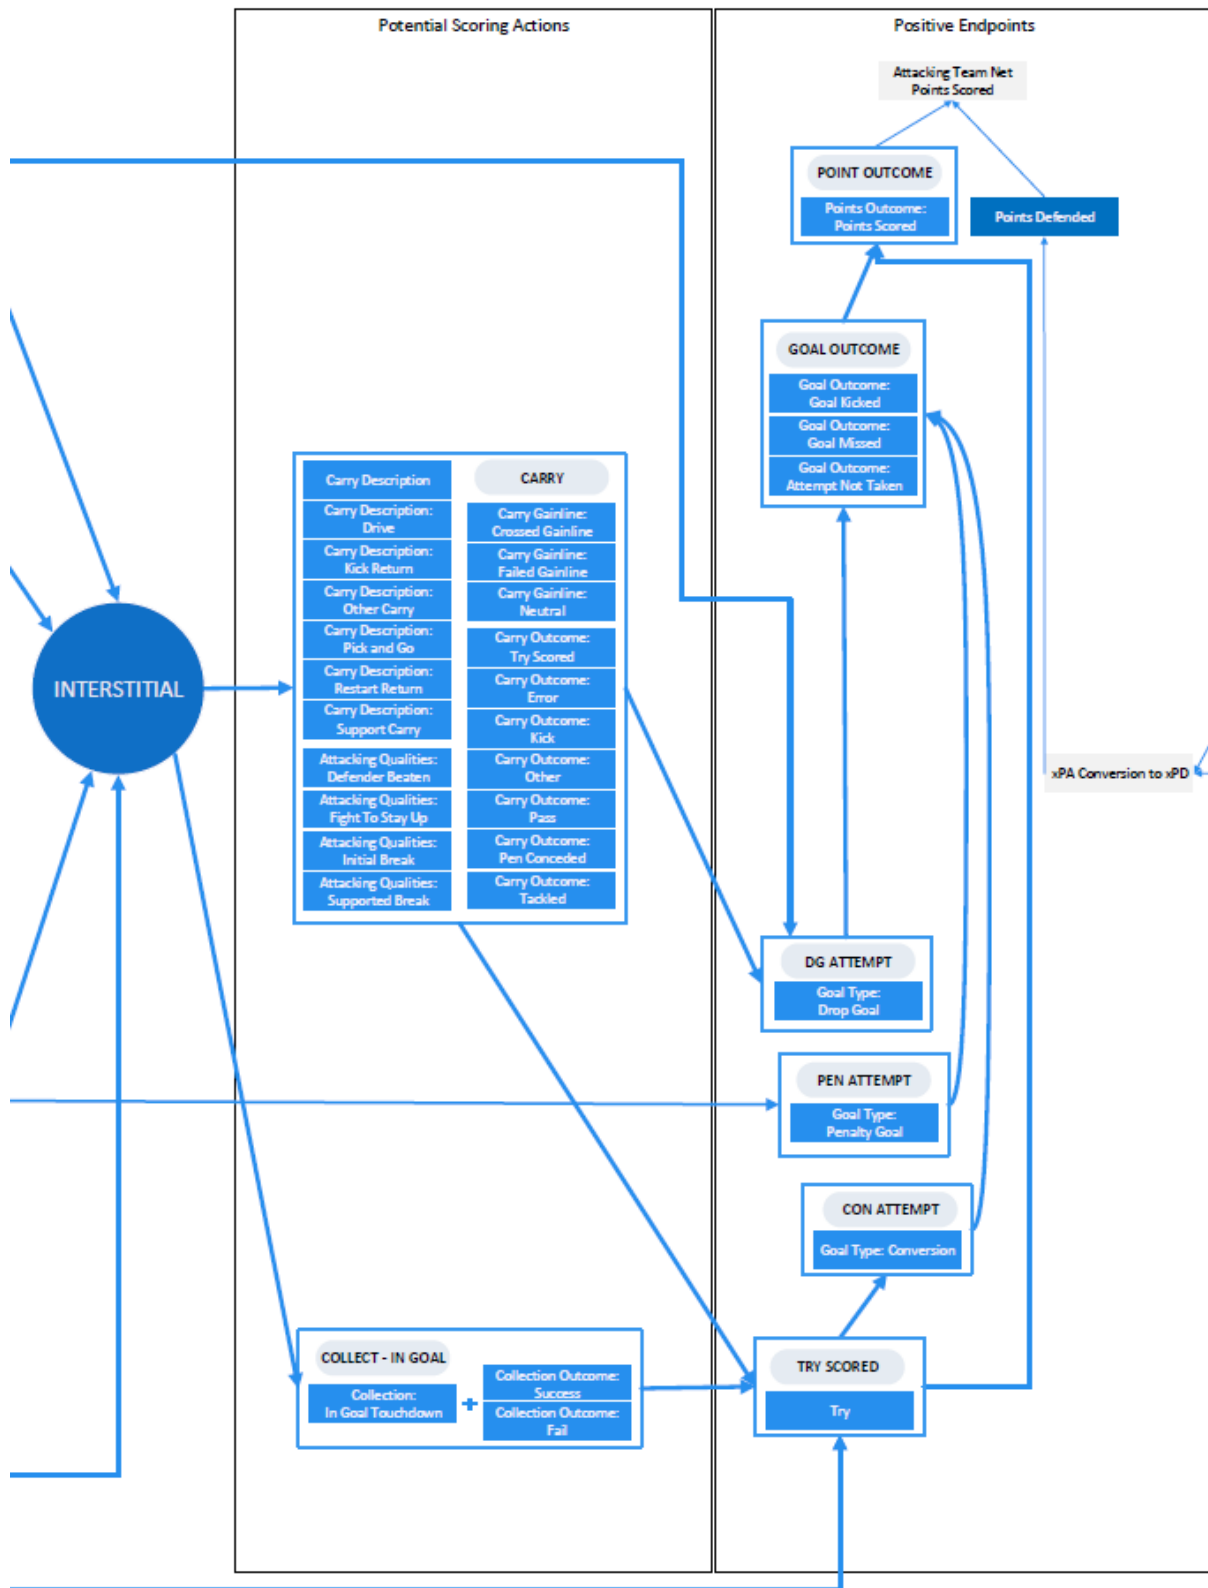 Potential Scoring Actions
Positive Endpoints
Attacking Team Net
Points Scored
POINT OUTCOME
Points Outcome:
Points Scored
Points Defended
GOAL OUTCOME
Goal Outcome:
Goal Kicked
Goal Outcome:
Goal Missed
Goal Outcome:
Attempt Not Taken
INTERSTITIAL
Carry Description
Carry Description:
Drive
Carry Description:
Kick Return
Carry Description:
Other Carry
Carry Description:
Pick and Go
Carry Description:
Restart Return
Carry Description:
Support Carry
Attacking Qualities:
Defender Beaten
Attacking Qualities:
Fight To Stay Up
Attacking Qualities:
Initial Break
Attacking Qualities:
Supported Break
CARRY
Carry Gainline:
Crossed Gainline
Carry Gainline:
Failed Gainline
Carry Gainline:
Neutral
Carry Outcome:
Try Scored
Carry Outcome:
Error
Carry Outcome:
Kick
Carry Outcome:
Other
Carry Outcome:
Pass
Carry Outcome:
Pen Conceded
Carry Outcome:
Tackled
xPA Conversion to xPD
DG ATTEMPT
Goal Type:
Drop Goal
PEN ATTEMPT
Goal Type:
Penalty Goal
CON ATTEMPT
Goal Type: Conversion
COLLECT - IN GOAL
Collection:
In Goal Touchdown
+
Collection Outcome:
Success
Collection Outcome:
Fail
TRY SCORED
Try